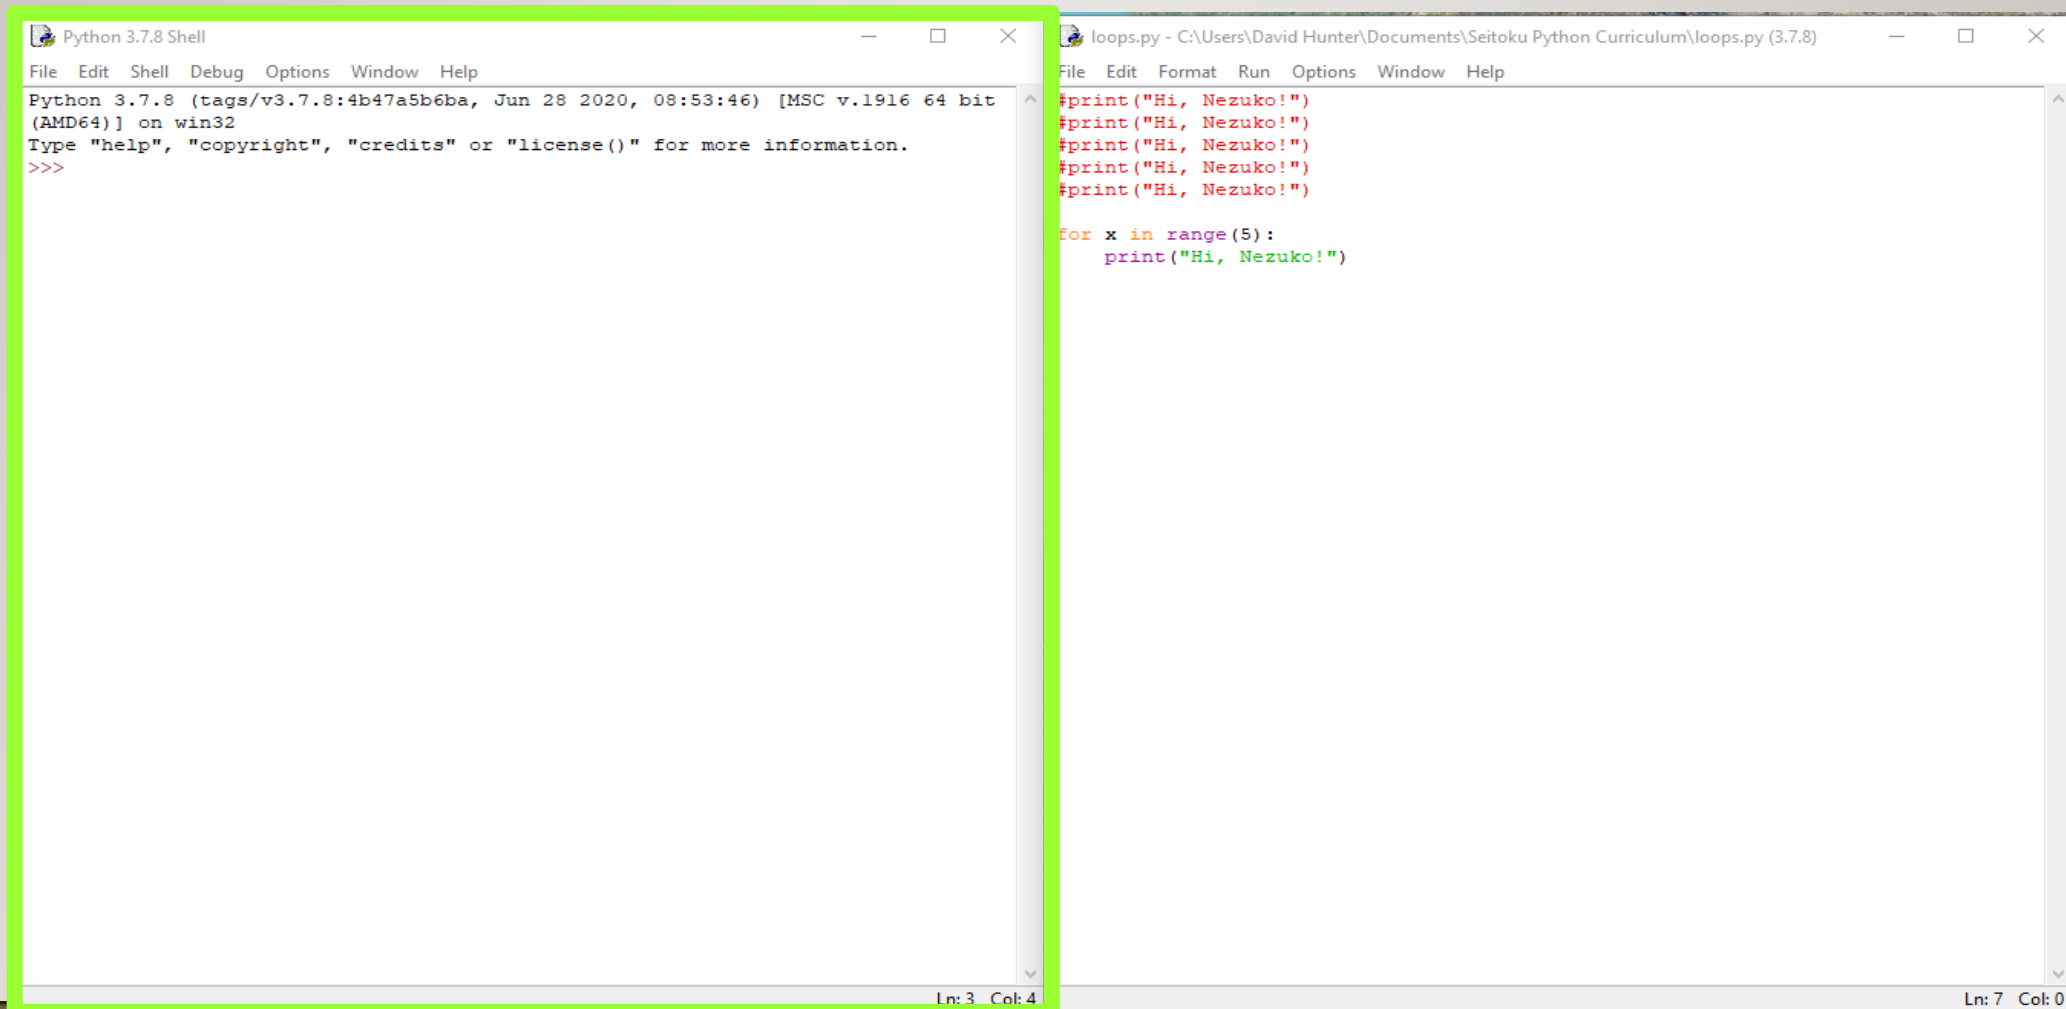 Python 3.7.8 Shell
File Edit Shell Debug Options Window Help
Python 3.7.8 (tags/v3.7.8:4b47a5b6ba, Jun 28 2020, 08:53:46) [MSC v.1916 64 bit
(AMD64)] on win32
Type "help", "copyright", "credits" or "license()" for more information.
>>>
Ln: 3 Col: 4
loops.py - C:\Users\David Hunter\Documents\Seitoku Python Curriculum\loops.py (3.7.8)
File Edit Format Run Options Window Help
#print("Hi, Nezuko!")
#print("Hi, Nezuko!")
#print("Hi, Nezuko!")
#print("Hi, Nezuko!")
#print("Hi, Nezuko!")
for x in range(5):
    print("Hi, Nezuko!")
Ln: 7 Col: 0